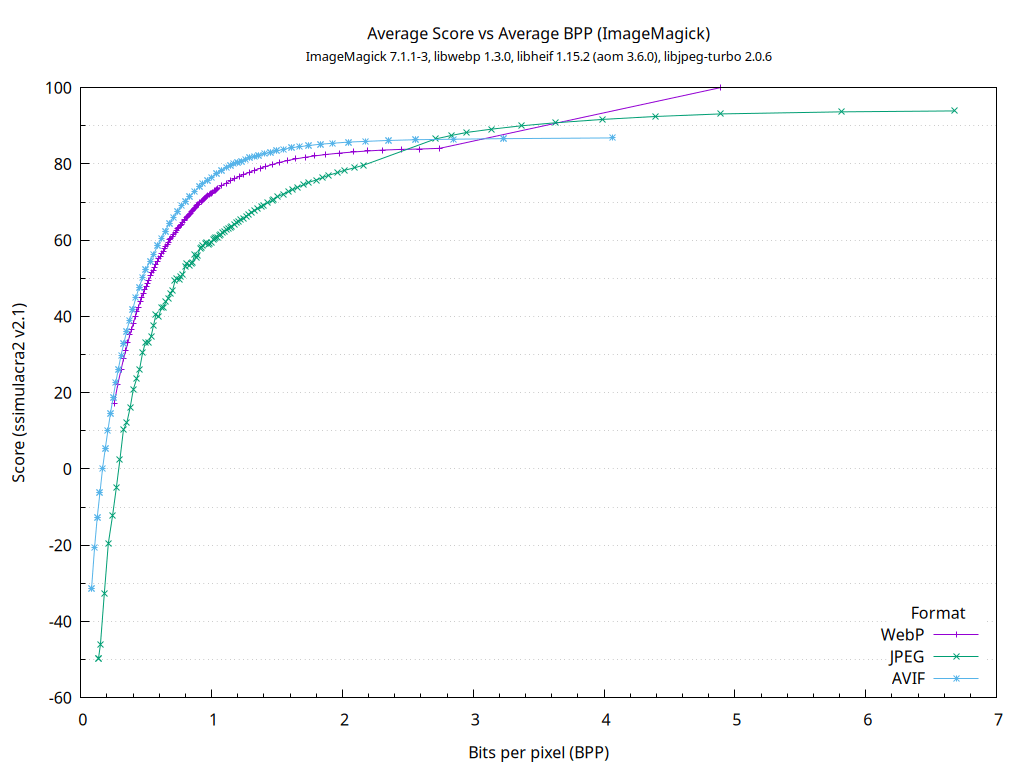 Average Score vs Average BPP (ImageMagick)
ImageMagick 7.1.1-3, libwebp 1.3.0, libheif 1.15.2 (aom 3.6.0), libjpeg-turbo 2.0.6
100
80
60
40
20
0
-20
-40
-60
Score (ssimulacra2 v2.1)
Format
WebP
JPEG
AVIF
0 1 2 3 4 5 6 7
Bits per pixel (BPP)